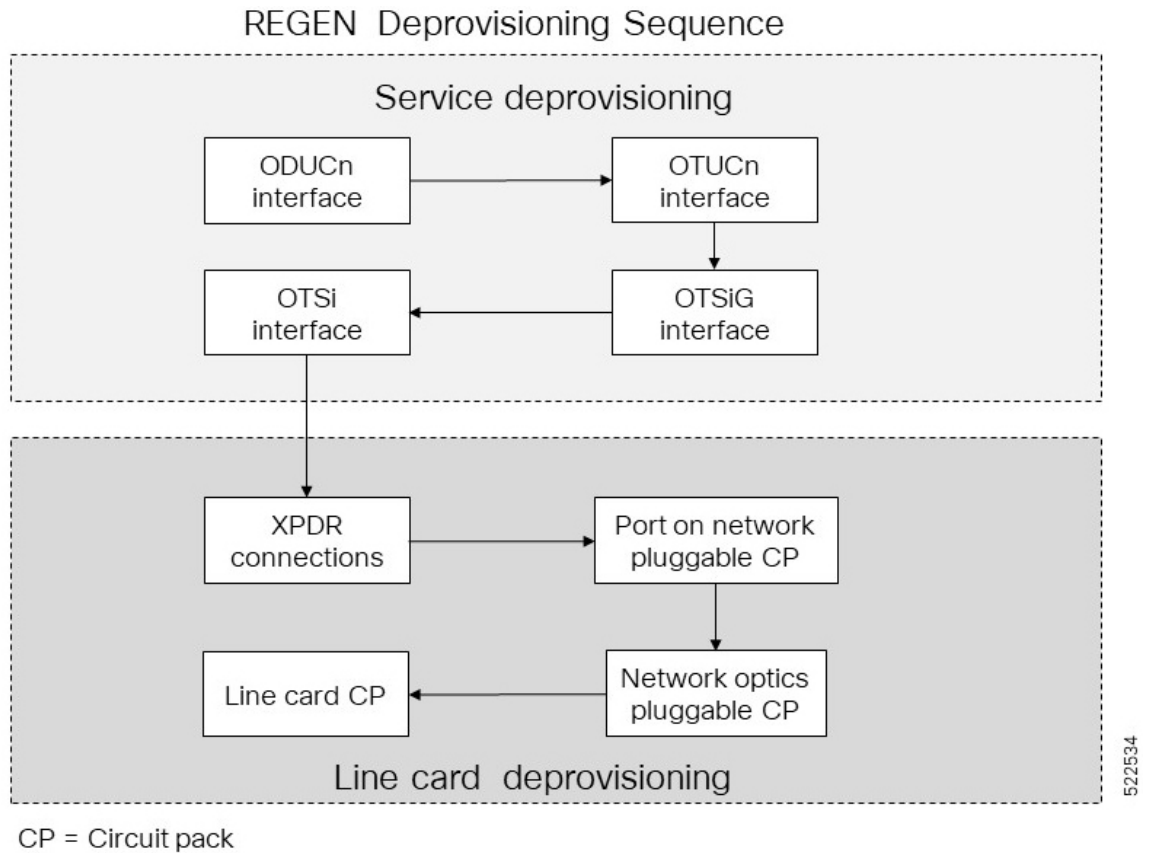 REGEN Deprovisioning Sequence
Service deprovisioning
ODUCn
interface
OTUCn
interface
OTSi
interface
OTSiG
interface
XPDR
connections
Port on network
pluggable CP
Line card CP
Network optics
pluggable CP
Line card deprovisioning
522534
CP = Circuit pack